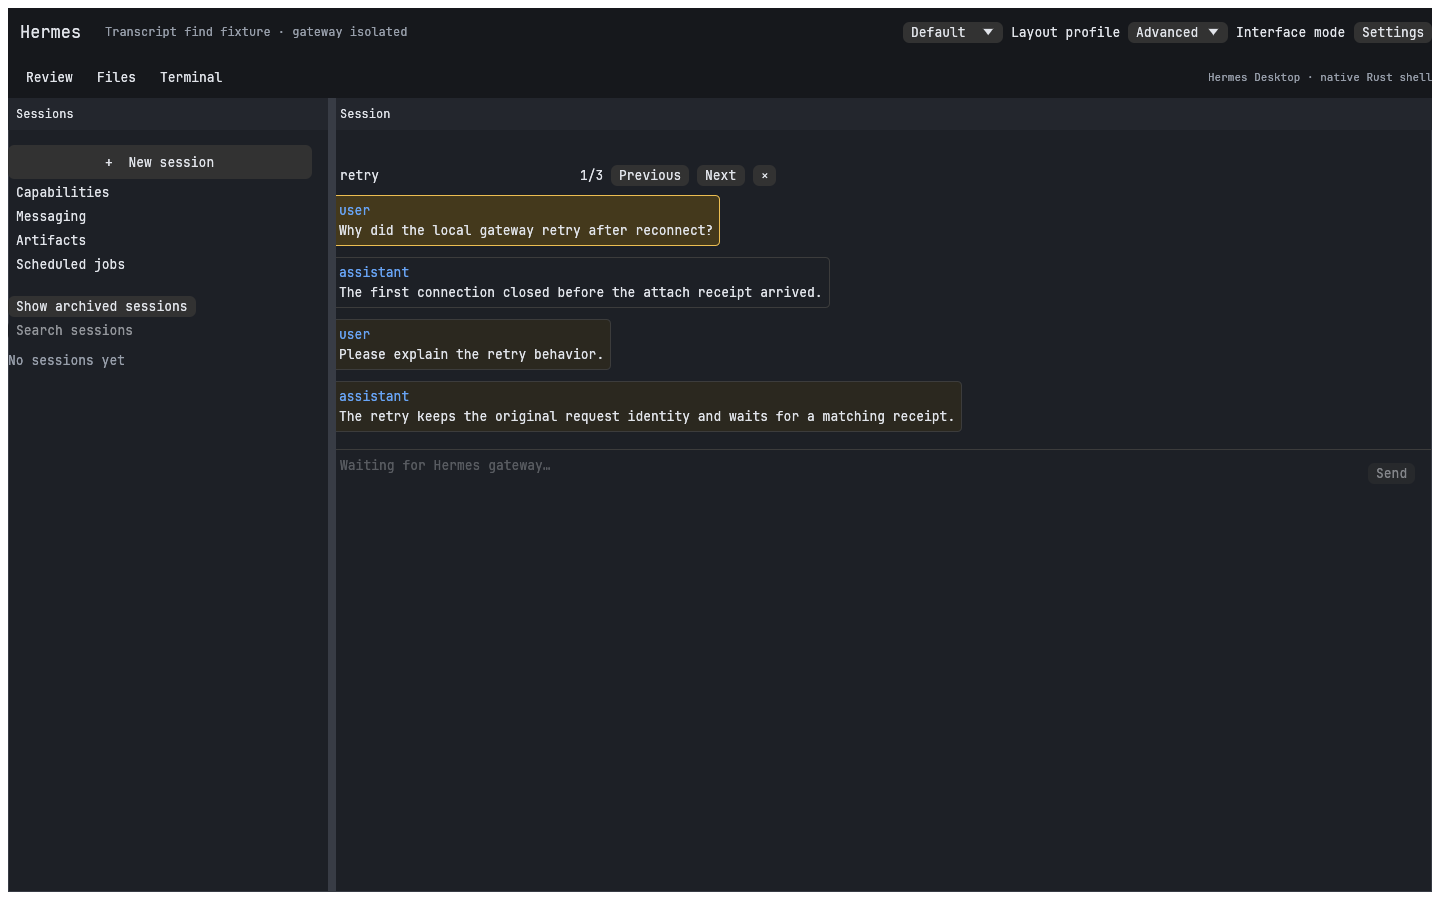 Hermes
Transcript find fixture · gateway isolated
Default
Layout profile
Advanced
Interface mode
Settings
Review
Files
Terminal
Hermes Desktop · native Rust shell
Sessions
+ New session
Capabilities
Messaging
Artifacts
Scheduled jobs
Show archived sessions
Search sessions
No sessions yet
Session
retry
1/3
Previous
Next
×
user
Why did the local gateway retry after reconnect?
assistant
The first connection closed before the attach receipt arrived.
user
Please explain the retry behavior.
assistant
The retry keeps the original request identity and waits for a matching receipt.
Waiting for Hermes gateway…
Send